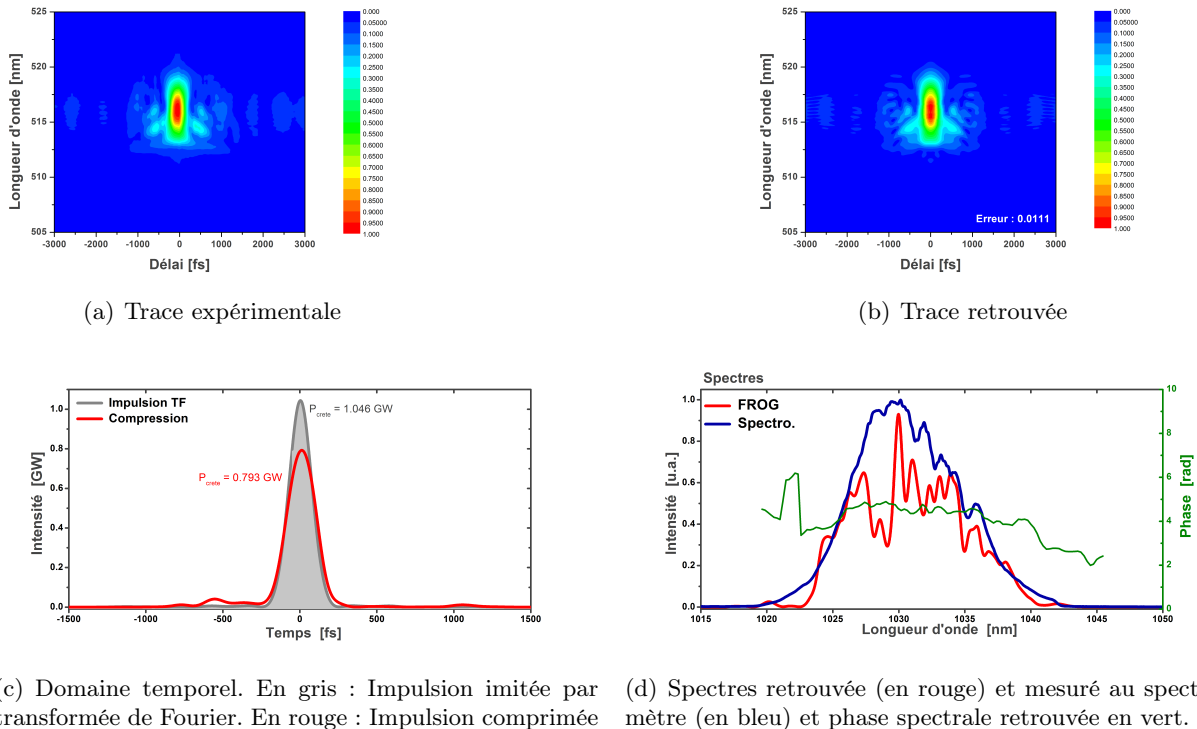 525
520
515
510
505
Longueur d'onde [nm]
-3000 -2000 -1000 0 1000 2000 3000
Délai [fs]
0.000
0.05000
0.1000
0.1500
0.2000
0.2500
0.3000
0.3500
0.4000
0.4500
0.5000
0.5500
0.6000
0.6500
0.7000
0.7500
0.8000
0.8500
0.9000
0.9500
1.000
(a) Trace expérimentale
525
520
515
510
505
Longueur d'onde [nm]
Erreur : 0.0111
-3000 -2000 -1000 0 1000 2000 3000
Délai [fs]
0.000
0.05000
0.1000
0.1500
0.2000
0.2500
0.3000
0.3500
0.4000
0.4500
0.5000
0.5500
0.6000
0.6500
0.7000
0.7500
0.8000
0.8500
0.9000
0.9500
1.000
(b) Trace retrouvée
Impulsion TF
Compression
P crete = 1.046 GW
P crete = 0.793 GW
1.0
0.8
0.6
0.4
0.2
0.0
Intensité [GW]
-1500 -1000 -500 0 500 1000 1500
Temps [fs]
Spectres
FROG
Spectro.
1.0
0.8
0.6
0.4
0.2
0.0
Intensité [u.a.]
10
8
6
4
2
0
Phase [rad]
1015 1020 1025 1030 1035 1040 1045 1050
Longueur d'onde [nm]
(c) Domaine temporel. En gris : Impulsion imitée par
transformée de Fourier. En rouge : Impulsion comprimée
(d) Spectres retrouvée (en rouge) et mesuré au spect
mètre (en bleu) et phase spectrale retrouvée en vert.